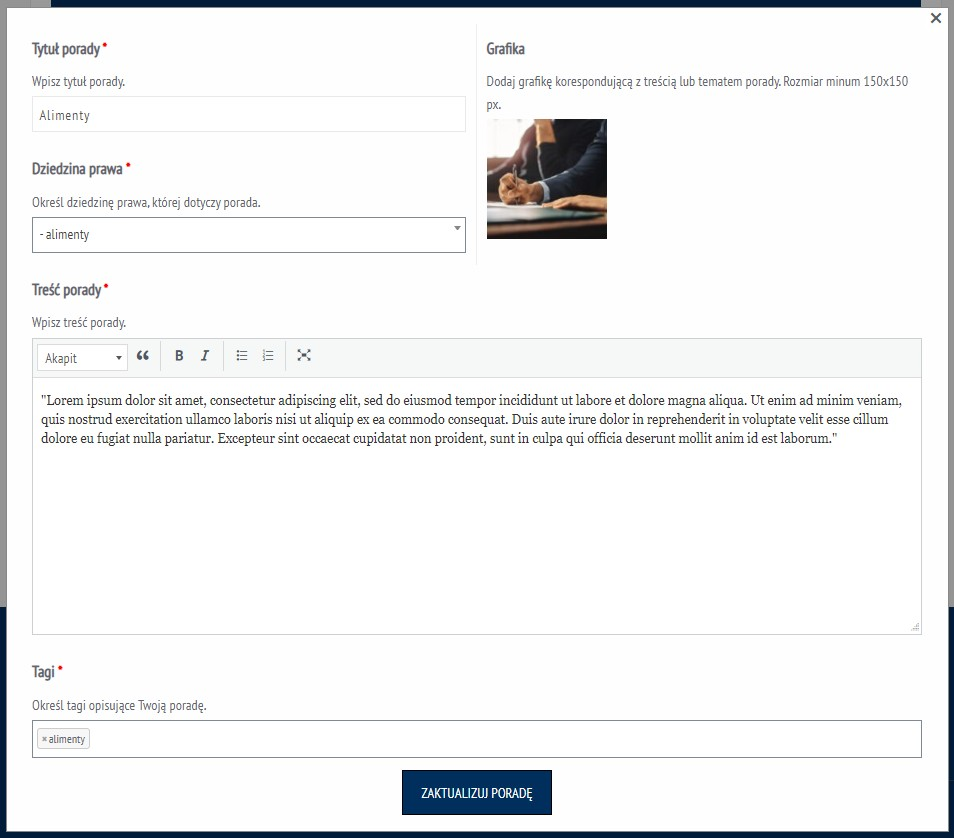 ×
Tytuł porady *
Wpisz tytuł porady.
Alimenty
Dziedzina prawa *
Określ dziedzinę prawa, której dotyczy porada.
- alimenty
Grafika
Dodaj grafikę korespondującą z treścią lub tematem porady. Rozmiar minum 150x150
px.
Treść porady *
Wpisz treść porady.
Akapit
B I
"Lorem ipsum dolor sit amet, consectetur adipiscing elit, sed do eiusmod tempor incididunt ut labore et dolore magna aliqua. Ut enim ad minim veniam,
quis nostrud exercitation ullamco laboris nisi ut aliquip ex ea commodo consequat. Duis aute irure dolor in reprehenderit in voluptate velit esse cillum
dolore eu fugiat nulla pariatur. Excepteur sint occaecat cupidatat non proident, sunt in culpa qui officia deserunt mollit anim id est laborum."
Tagi *
Określ tagi opisujące Twoją poradę.
× alimenty
ZAKTUALIZUJ PORADĘ